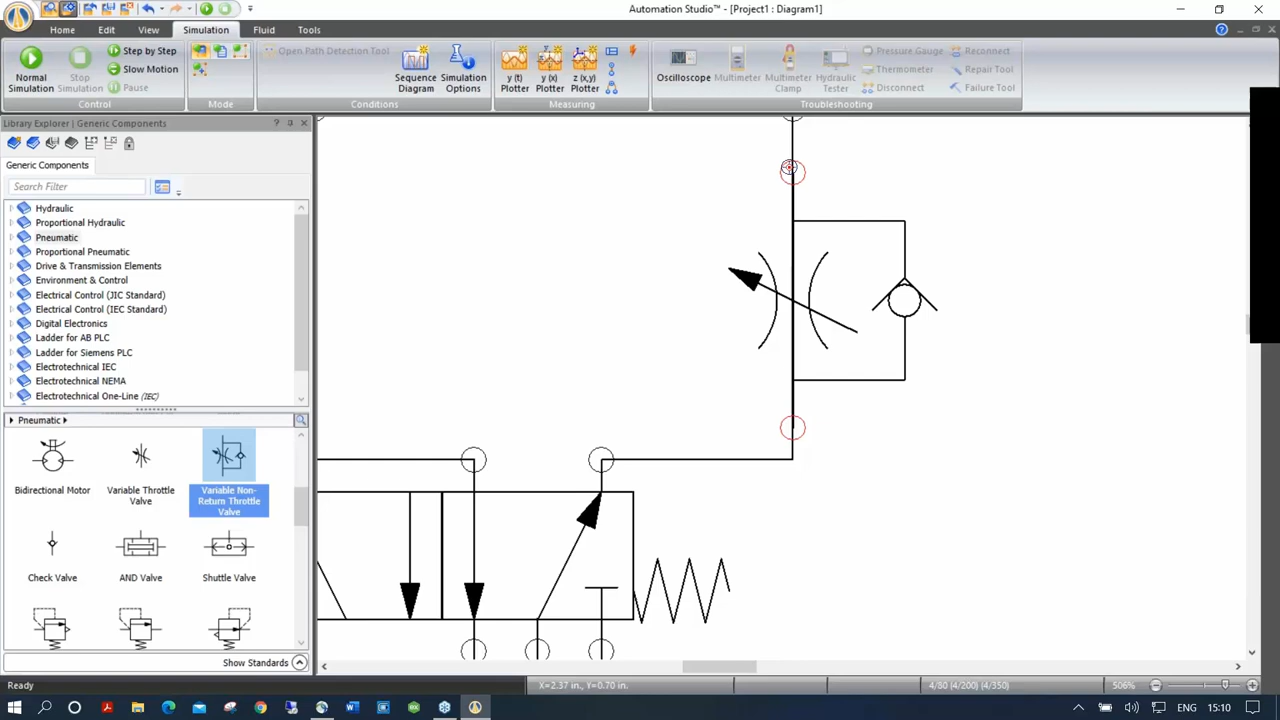 Automation Studio™ - [Project1 : Diagram1]
Home Edit View Simulation Fluid Tools
Normal Simulation
Stop Simulation
Step by Step
Slow Motion
Pause
Control
Mode
Open Path Detection Tool
Sequence Diagram
Simulation Options
Conditions
y (t) Plotter
y (x) Plotter
z (x,y) Plotter
Measuring
Oscilloscope
Multimeter
Multimeter Clamp
Hydraulic Tester
Pressure Gauge
Thermometer
Disconnect
Reconnect
Repair Tool
Failure Tool
Troubleshooting
Library Explorer | Generic Components
Generic Components
Search Filter
Hydraulic
Proportional Hydraulic
Pneumatic
Proportional Pneumatic
Drive & Transmission Elements
Environment & Control
Electrical Control (JIC Standard)
Electrical Control (IEC Standard)
Digital Electronics
Ladder for AB PLC
Ladder for Siemens PLC
Electrotechnical IEC
Electrotechnical NEMA
Electrotechnical One-Line (IEC)
Pneumatic
Bidirectional Motor
Variable Throttle Valve
Variable Non-Return Throttle Valve
Check Valve
AND Valve
Shuttle Valve
Show Standards
Ready
X=2.37 in., Y=0.70 in.
4/80 (4/200) (4/350)
506%
ENG 15:10